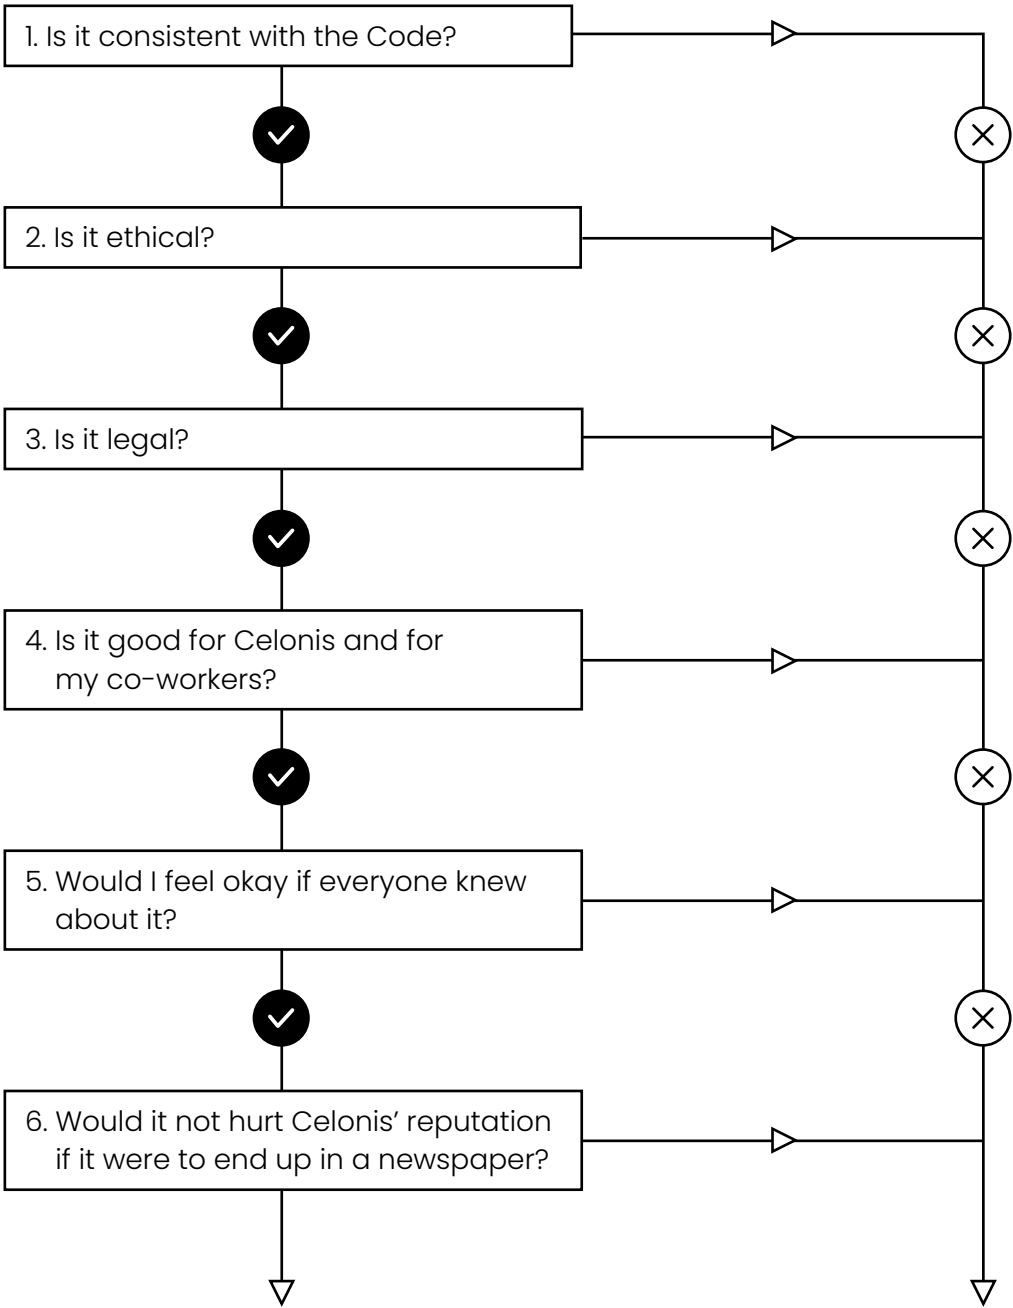 1. Is it consistent with the Code?
2. Is it ethical?
3. Is it legal?
4. Is it good for Celonis and for
my co-workers?
5. Would I feel okay if everyone knew
about it?
6. Would it not hurt Celonis’ reputation
if it were to end up in a newspaper?